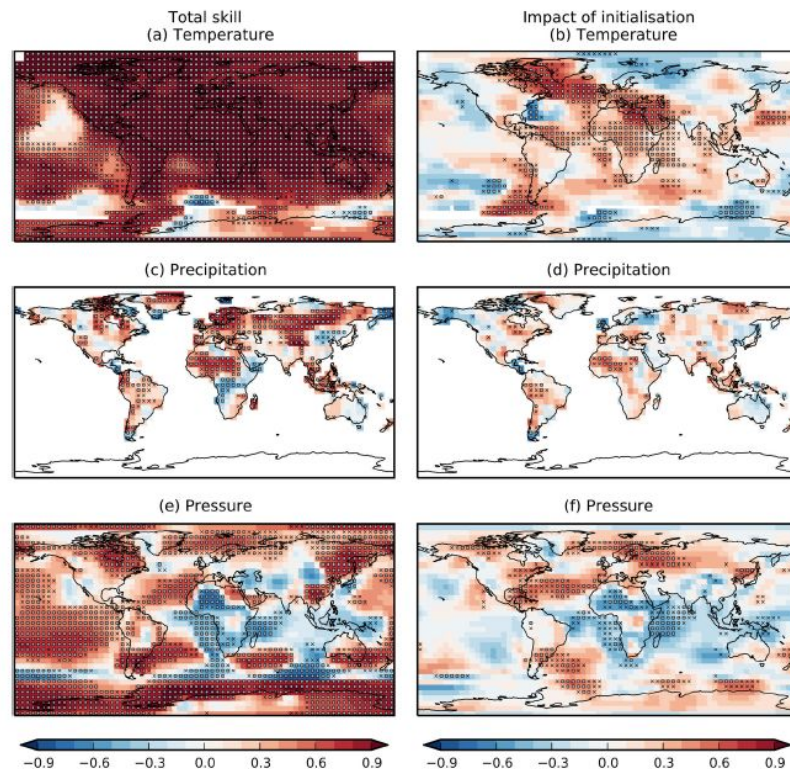 Total skill
(a) Temperature
Impact of initialisation
(b) Temperature
(c) Precipitation
(d) Precipitation
(e) Pressure
(f) Pressure
−0.9 −0.6 −0.3 0.0 0.3 0.6 0.9
−0.9 −0.6 −0.3 0.0 0.3 0.6 0.9